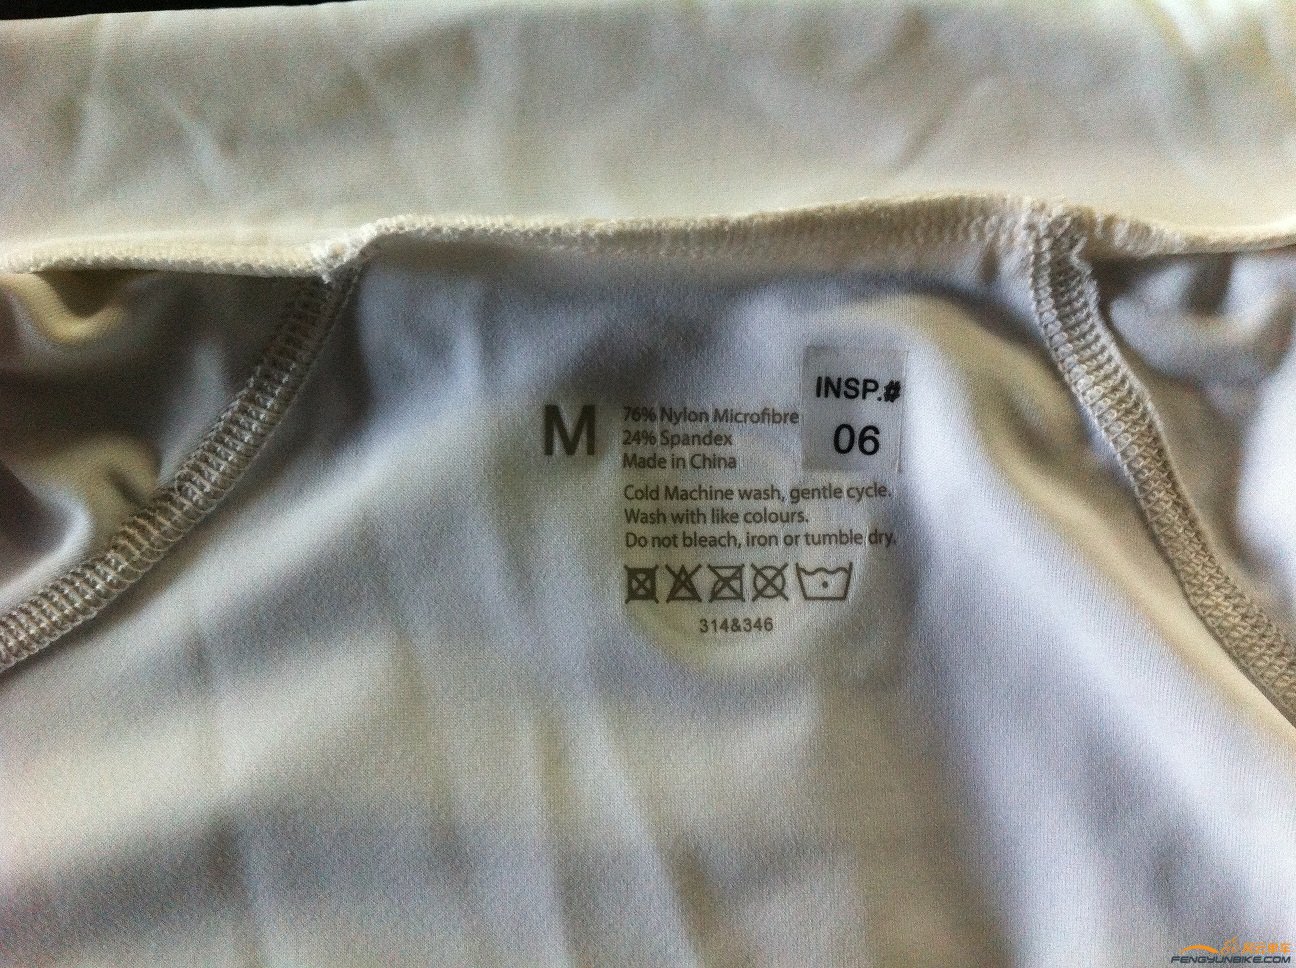 M
76% Nylon Microfibre
24% Spandex
Made in China
INSP.#
06
Cold Machine wash, gentle cycle.
Wash with like colours.
Do not bleach, iron or tumble dry.
314&346
FENGYUNBIKE.COM